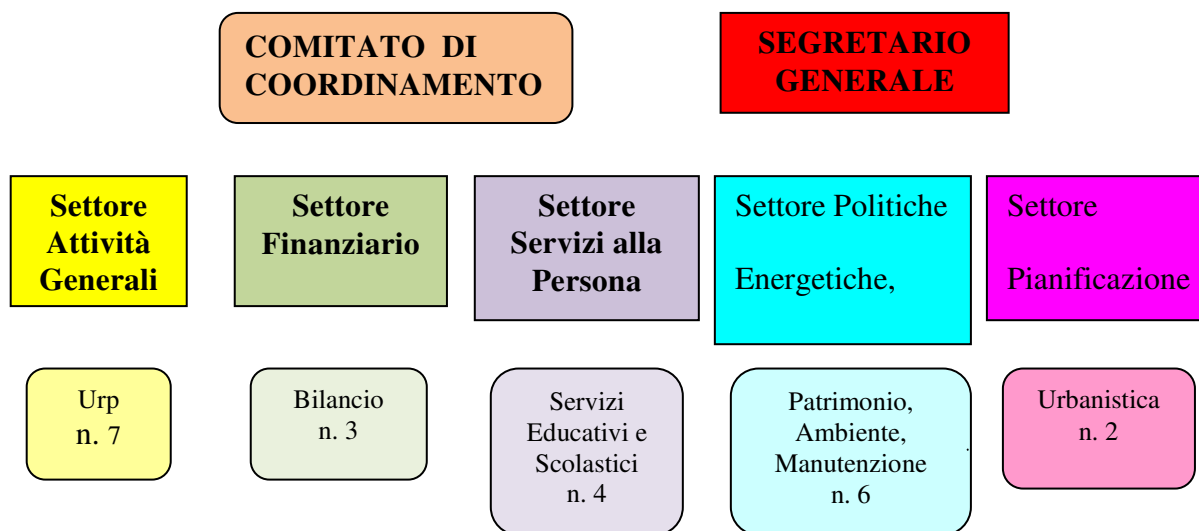 COMITATO DI
COORDINAMENTO
SEGRETARIO
GENERALE
Settore
Attività
Generali
Settore
Finanziario
Settore
Servizi alla
Persona
Settore Politiche
Energetiche,
Settore
Pianificazione
Urp
n. 7
Bilancio
n. 3
Servizi
Educativi e
Scolastici
n. 4
Patrimonio,
Ambiente,
Manutenzione
n. 6
Urbanistica
n. 2